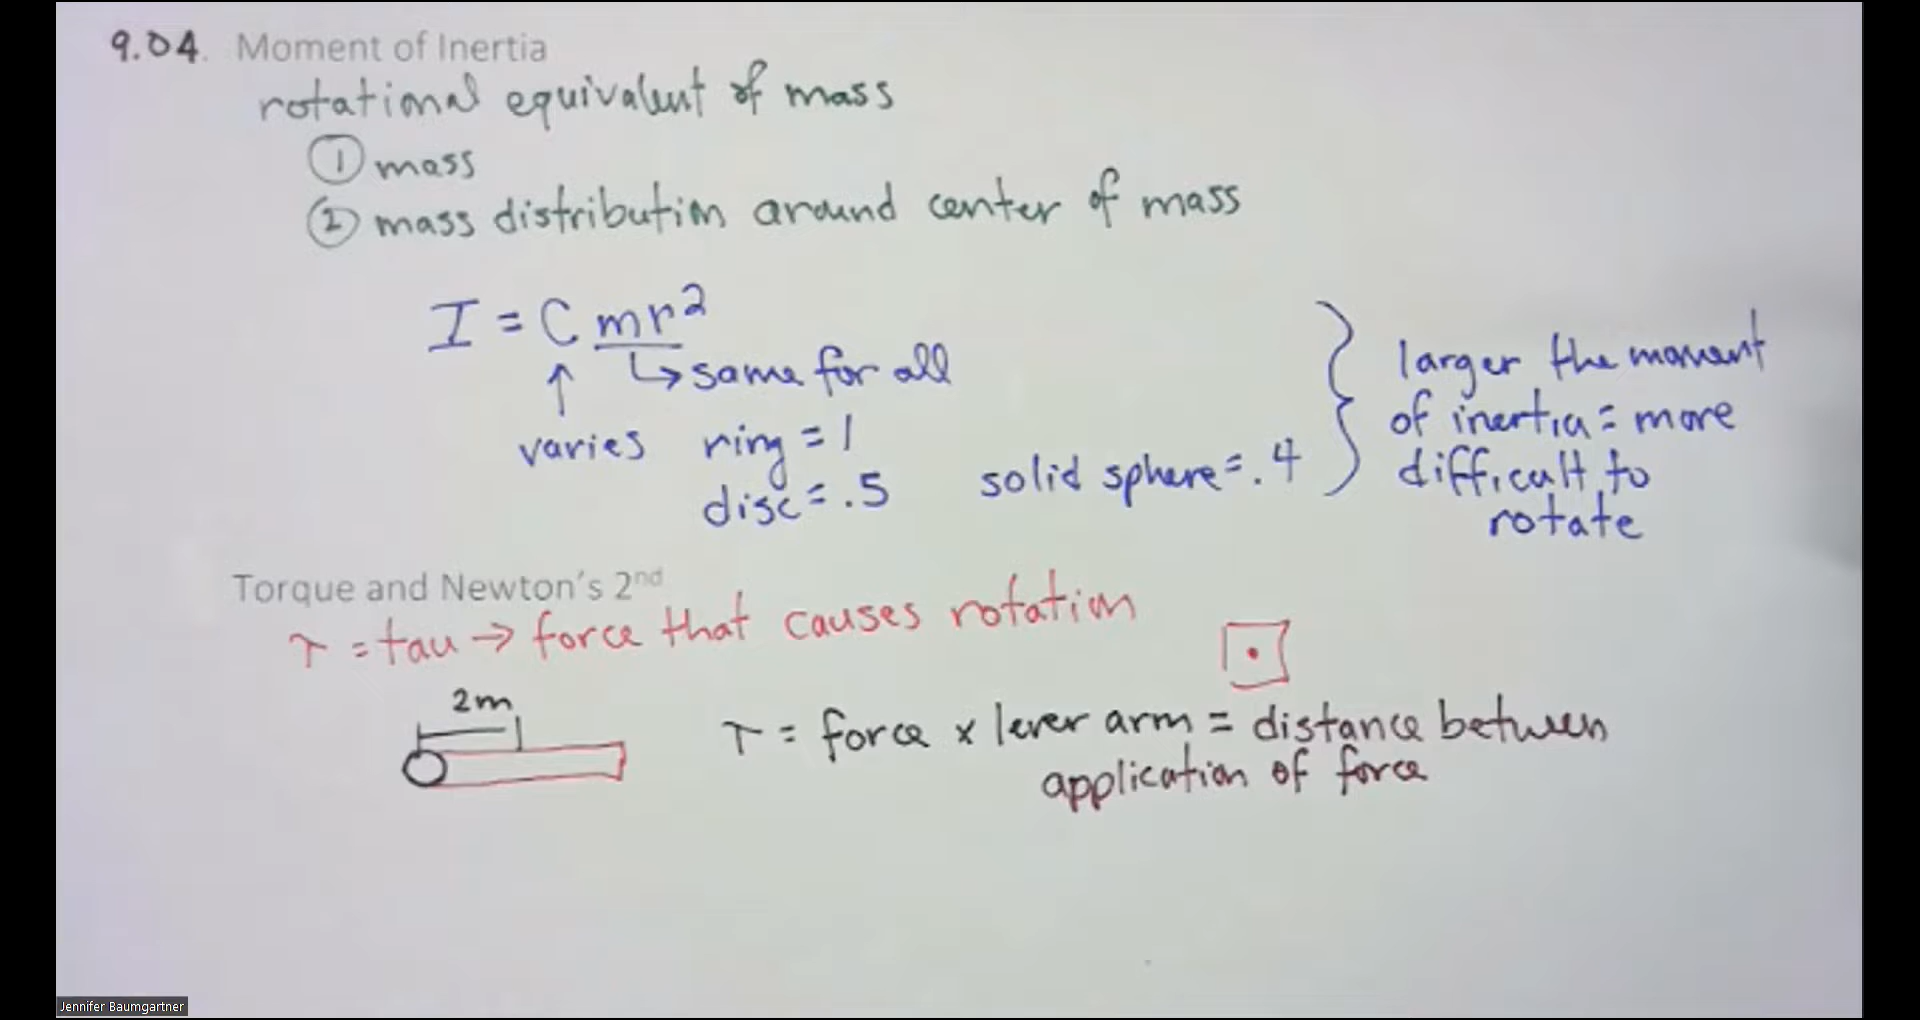 9.04. Moment of Inertia
rotational equivalent of mass
① mass
② mass distribution around center of mass
I = C mr²
↑ ↳ same for all
varies ring = 1
disc = .5 solid sphere = .4
larger the moment
of inertia = more
difficult to
rotate
Torque and Newton's 2nd
τ = tau → force that causes rotation
2m
τ = force x lever arm = distance between
application of force
Jennifer Baumgartner